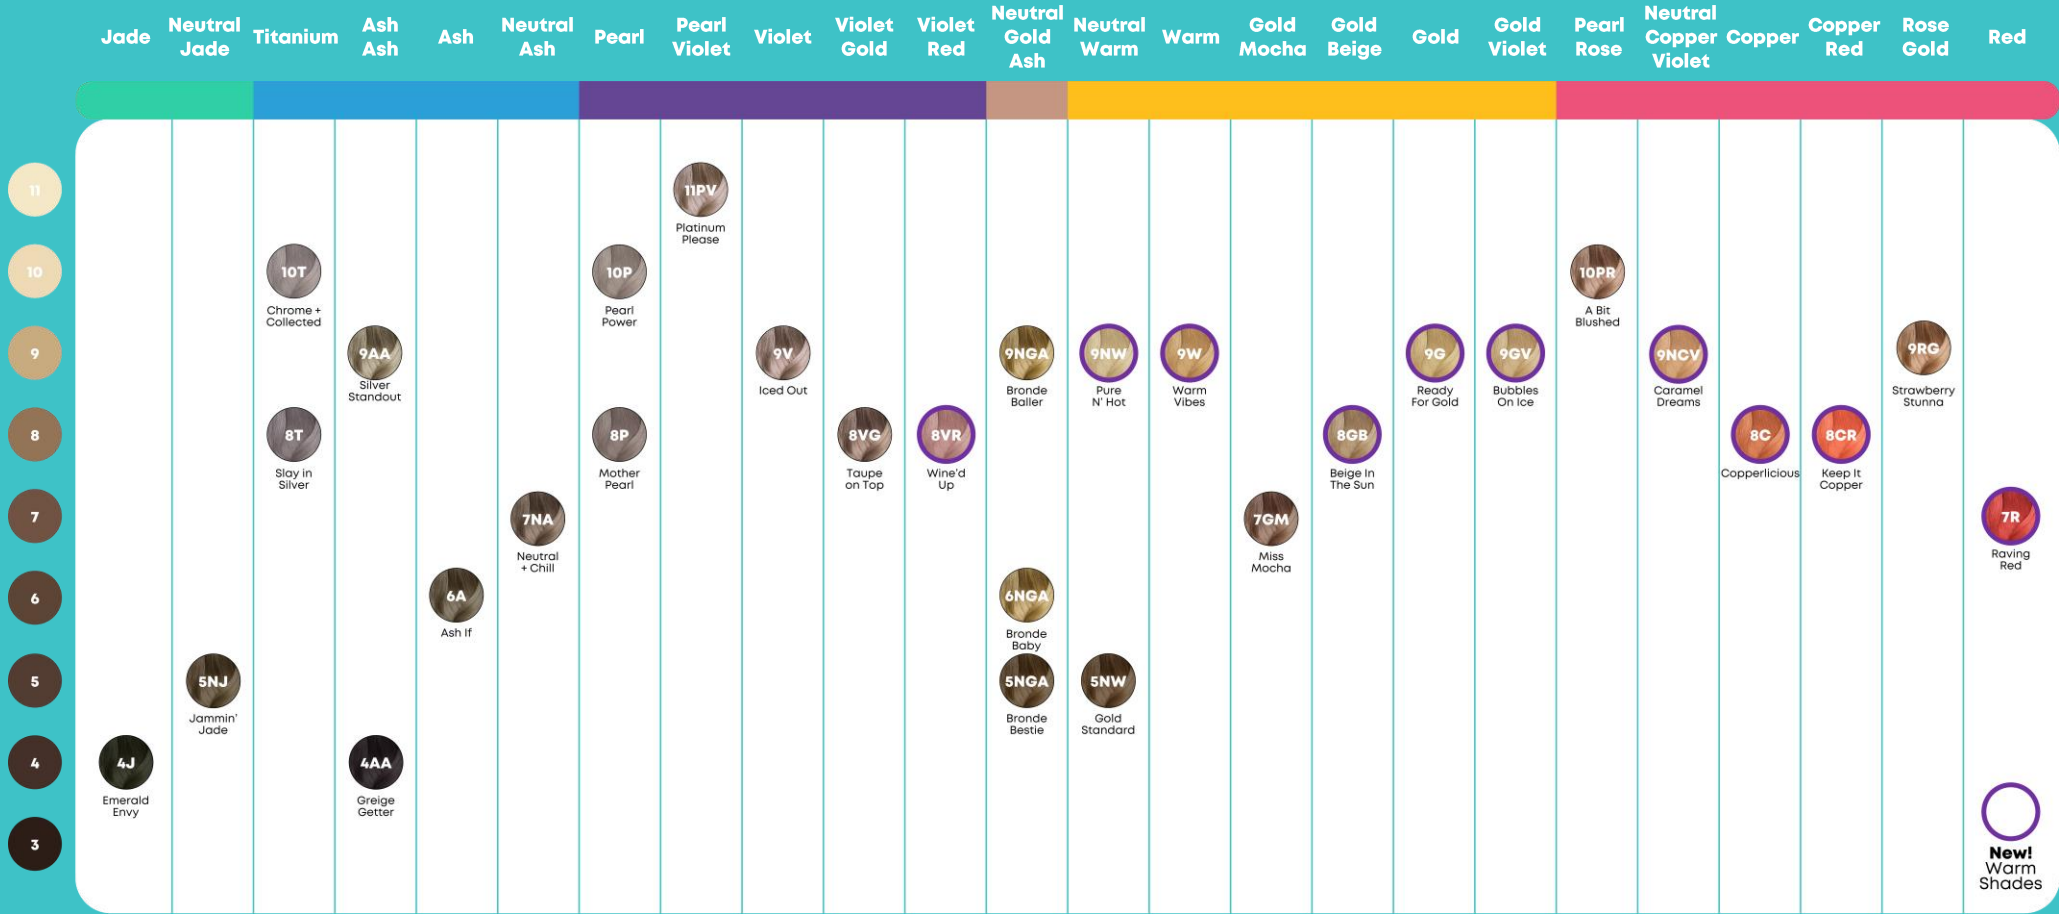 Jade
Neutral
Jade
Titanium
Ash
Ash
Ash
Neutral
Ash
Pearl
Pearl
Violet
Violet
Violet
Gold
Violet
Red
Neutral
Gold
Ash
Neutral
Warm
Warm
Gold
Mocha
Gold
Beige
Gold
Gold
Violet
Pearl
Rose
Neutral
Copper
Violet
Copper
Copper
Red
Rose
Gold
Red
11
11PV
Platinum
Please
10
10T
Chrome +
Collected
10P
Pearl
Power
10PR
A Bit
Blushed
9
9AA
Silver
Standout
9V
Iced Out
9NGA
Bronde
Baller
9NW
Pure
N' Hot
9W
Warm
Vibes
9G
Ready
For Gold
9GV
Bubbles
On Ice
9NCV
Caramel
Dreams
9RG
Strawberry
Stunna
8
8T
Slay in
Silver
8P
Mother
Pearl
8VG
Taupe
on Top
8VR
Wine'd
Up
8GB
Beige In
The Sun
8C
Copperlicious
8CR
Keep It
Copper
7
7NA
Neutral
+ Chill
7GM
Miss
Mocha
7R
Raving
Red
6
6A
Ash If
6NGA
Bronde
Baby
5
5NJ
Jammin'
Jade
5NGA
Bronde
Bestie
5NW
Gold
Standard
4
4J
Emerald
Envy
4AA
Greige
Getter
3
New!
Warm
Shades